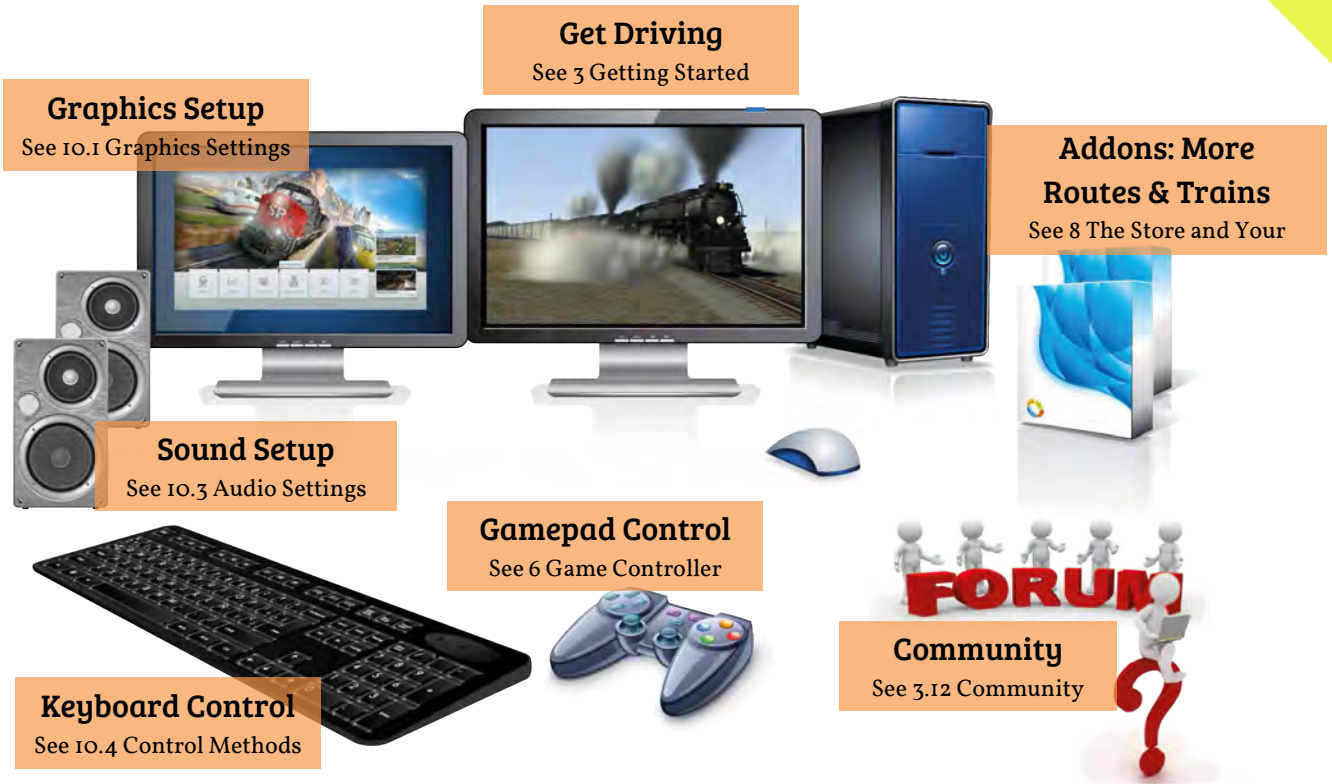 Get Driving
See 3 Getting Started
Graphics Setup
See 10.1 Graphics Settings
Addons: More
Routes & Trains
See 8 The Store and Your
SP
Sound Setup
See 10.3 Audio Settings
Gamepad Control
See 6 Game Controller
FORUM
Community
See 3.12 Community
Keyboard Control
See 10.4 Control Methods